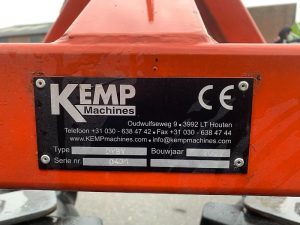 KEMP
Machines
CE
Oudwulfseweg 9 • 3992 LT Houten
Telefoon +31 030 - 638 47 42 • Fax +31 030 - 638 47 44
www.KEMPmachines.com • info@kempmachines.com
Type Bouwjaar
Serie nr